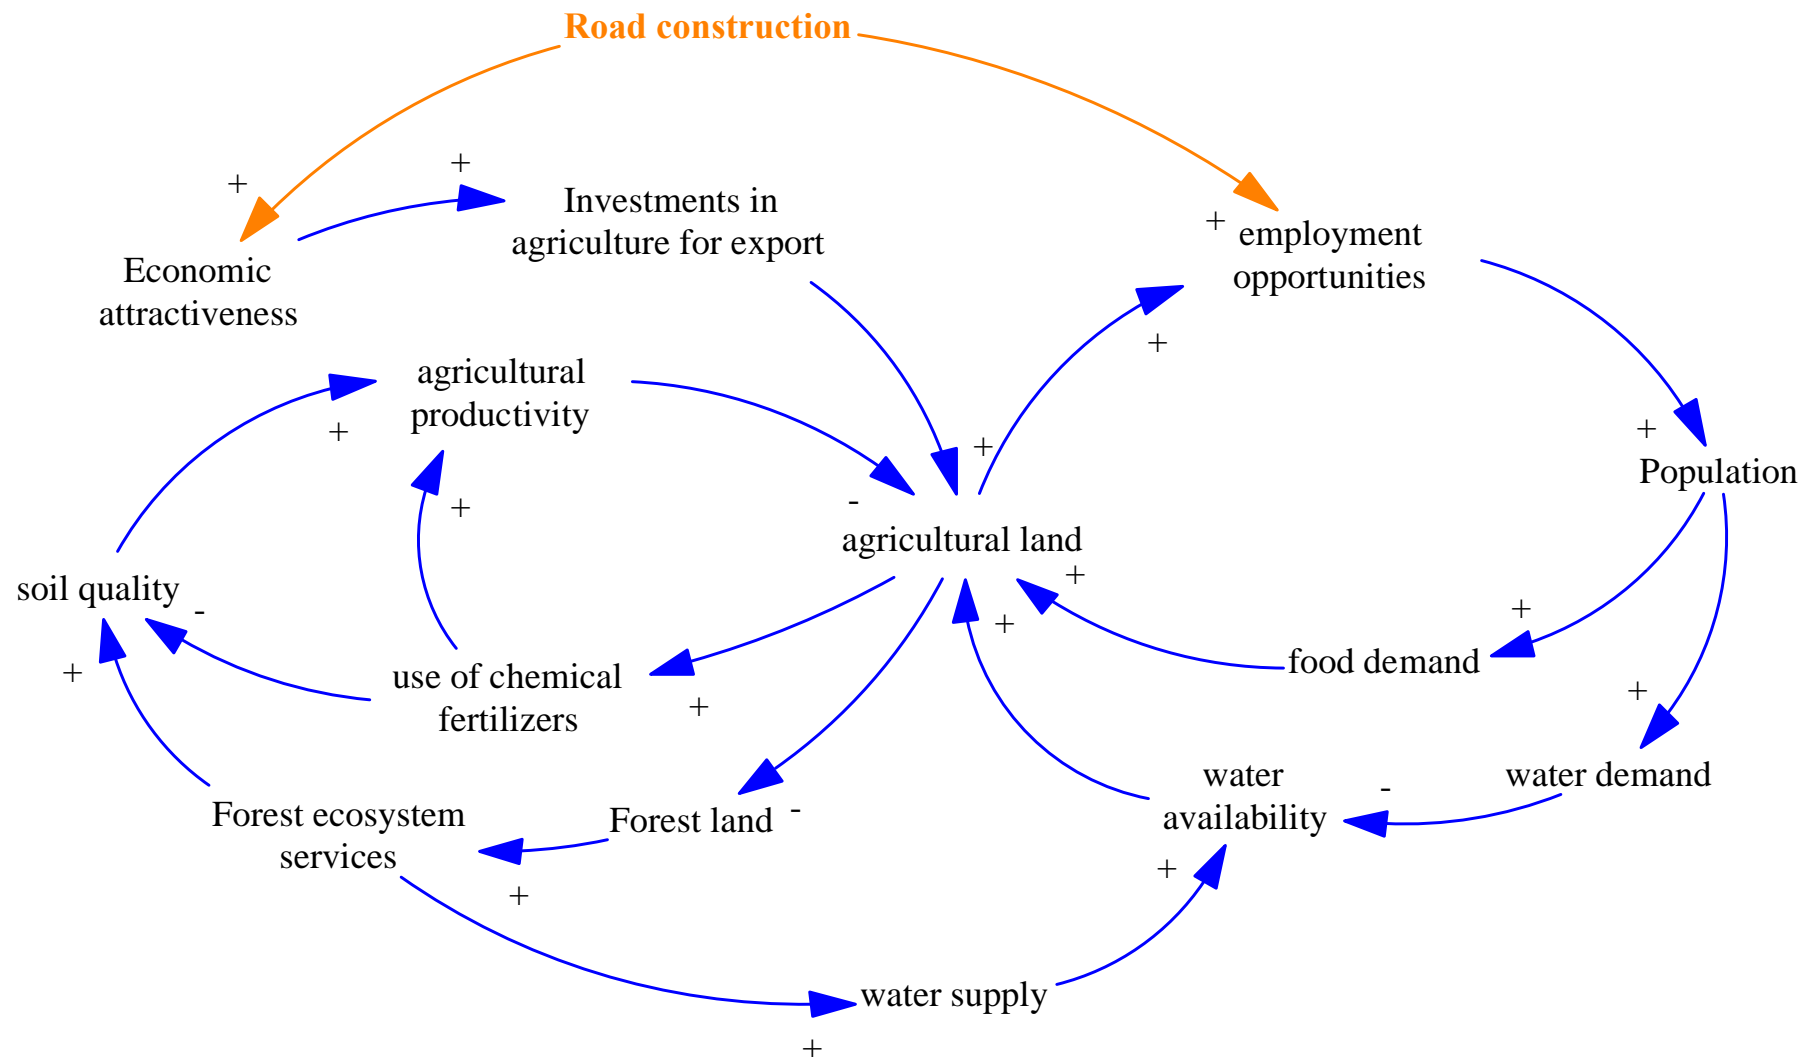 Road construction
+
+
Investments in
agriculture for export
+
employment
opportunities
Economic
attractiveness
+
agricultural
productivity
+
+
+
Population
+
-
agricultural land
+
soil quality
-
+
+
+
food demand
+
use of chemical
fertilizers
+
+
water
availability
-
water demand
Forest ecosystem
services
Forest land
-
+
+
water supply
+